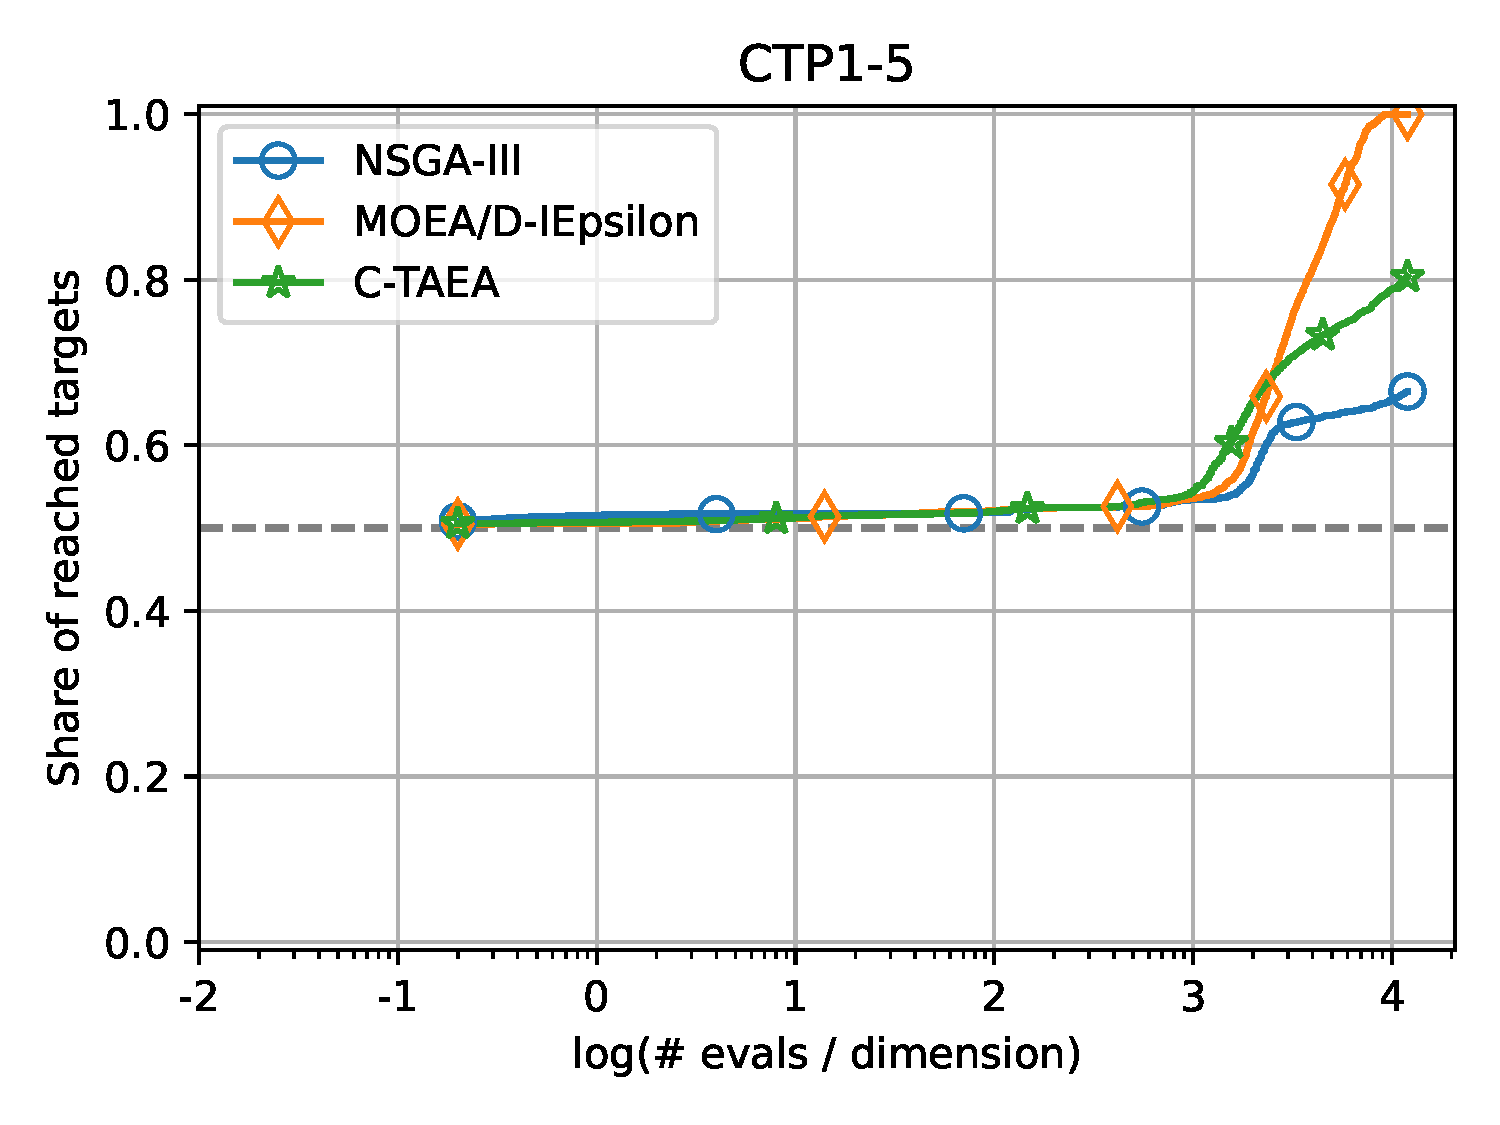 CTP1-5
NSGA-III
MOEA/D-IEpsilon
C-TAEA
Share of reached targets
1.0
0.8
0.6
0.4
0.2
0.0
-2 -1 0 1 2 3 4
log(# evals / dimension)